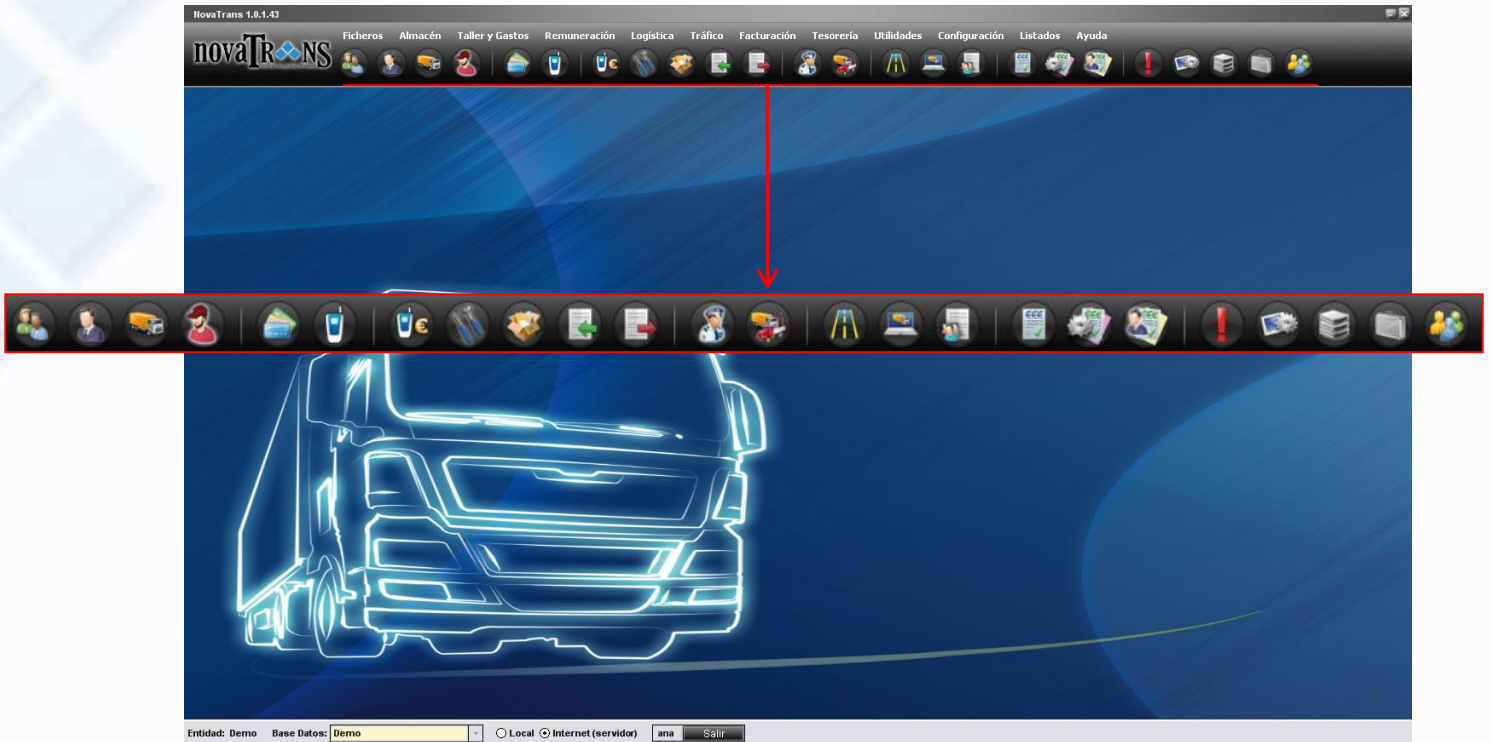 NovaTrans 1.0.1.43
novaTRANS
Ficheros Almacén Taller y Gastos Remuneración Logística Tráfico Facturación Tesorería Utilidades Configuración Listados Ayuda
Entidad: Demo Base Datos: Demo Local Internet (servidor) ana Salir